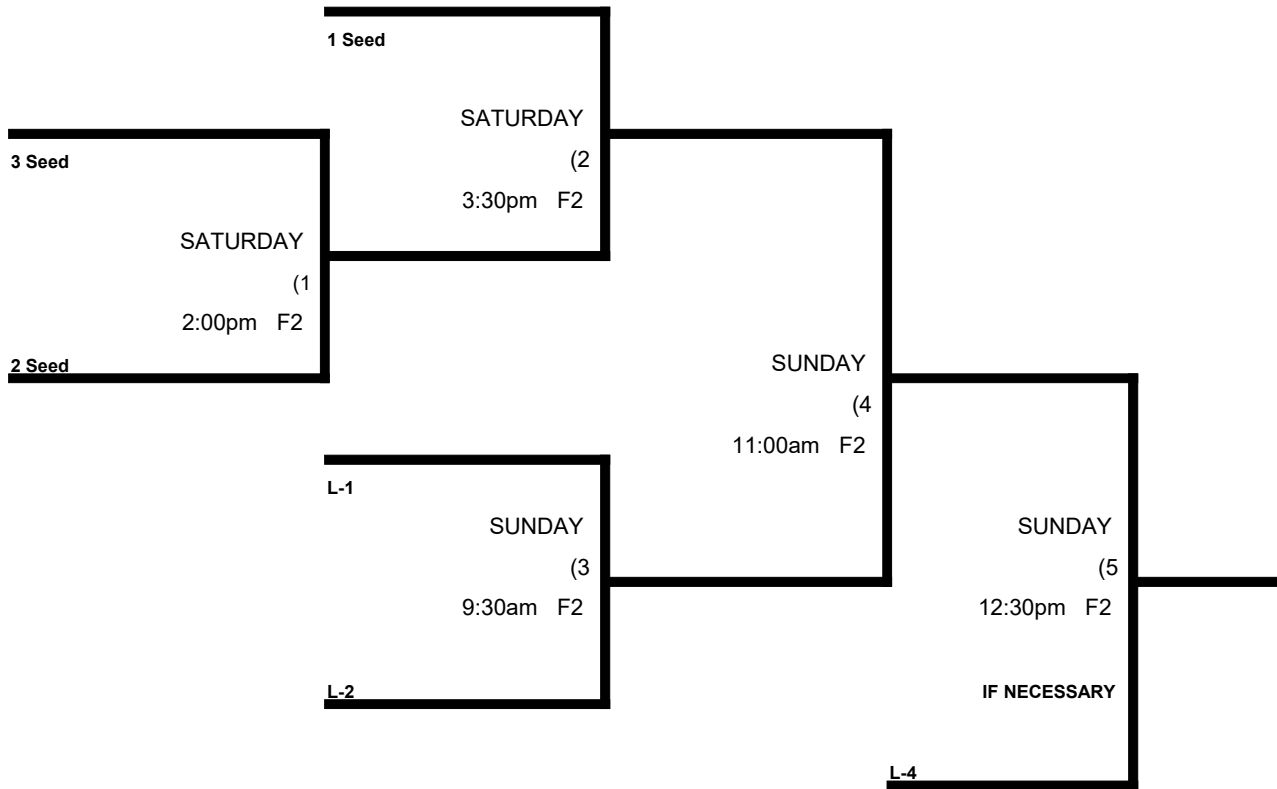 1 Seed
SATURDAY
(2
3:30pm F2
3 Seed
SATURDAY
(1
2:00pm F2
2 Seed
SUNDAY
(4
11:00am F2
L-1
SUNDAY
(3
9:30am F2
L-2
SUNDAY
(5
12:30pm F2
IF NECESSARY
L-4